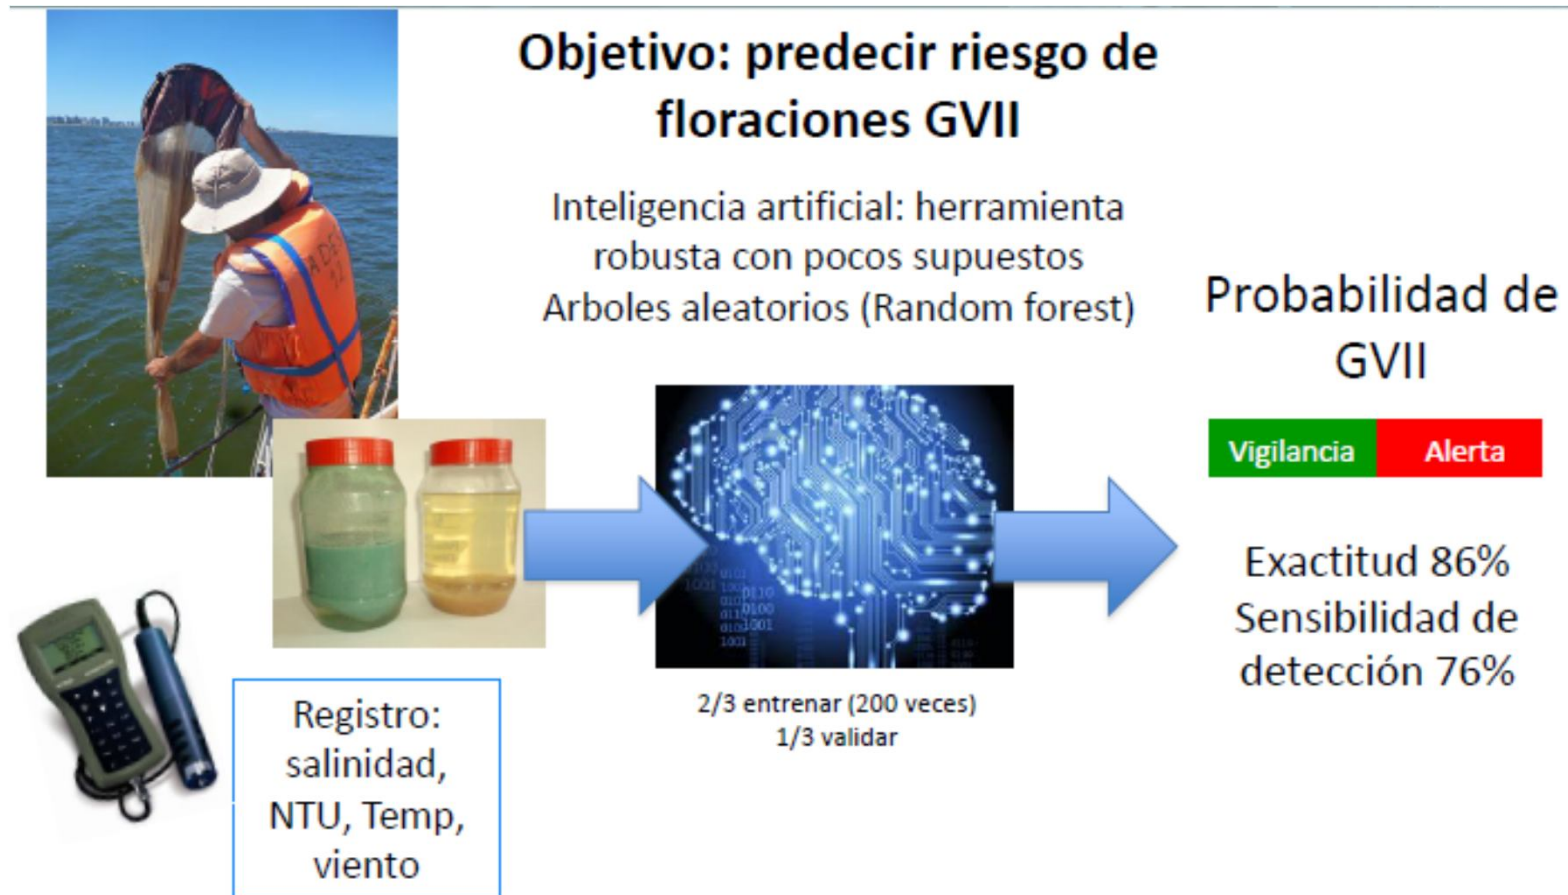 Objetivo: predecir riesgo de
floraciones GVII
Inteligencia artificial: herramienta
robusta con pocos supuestos
Arboles aleatorios (Random forest)
Probabilidad de
GVII
Vigilancia
Alerta
Exactitud 86%
Sensibilidad de
detección 76%
2/3 entrenar (200 veces)
1/3 validar
Registro:
salinidad,
NTU, Temp,
viento